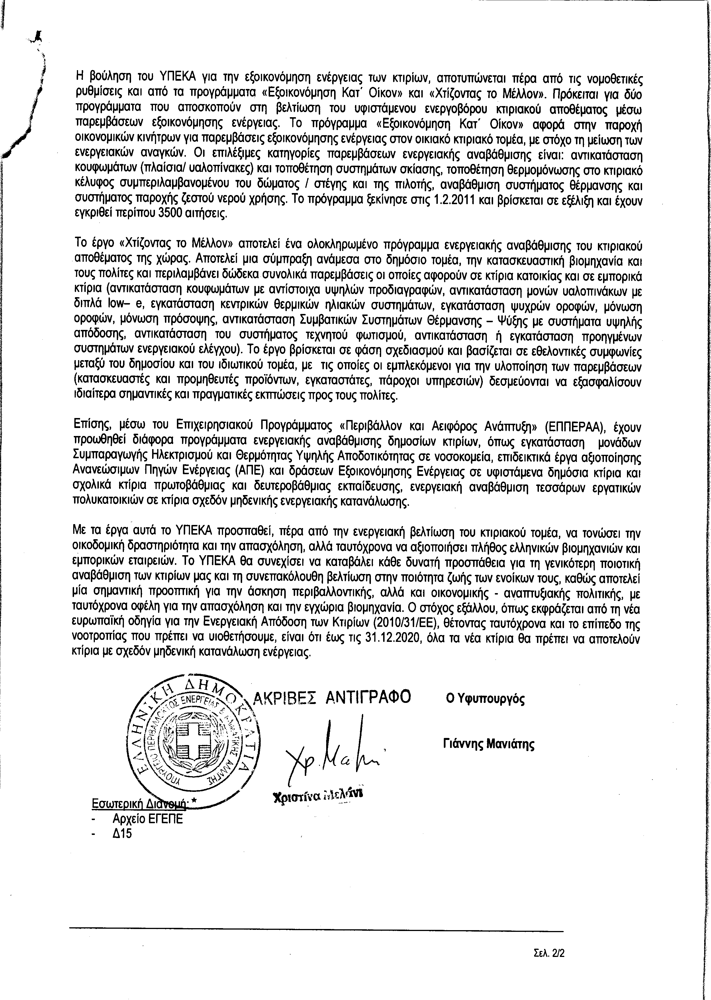 Η βούληση του ΥΠΕΚΑ για την εξοικονόμηση ενέργειας των κτιρίων, αποτυπώνεται πέρα από τις νομοθετικές
ρυθμίσεις και από τα προγράμματα «Εξοικονόμηση Κατ΄ Οίκον» και «Χτίζοντας το Μέλλον». Πρόκειται για δύο
προγράμματα που αποσκοπούν στη βελτίωση του υφιστάμενου ενεργοβόρου κτιριακού αποθέματος μέσω
παρεμβάσεων εξοικονόμησης ενέργειας. Το πρόγραμμα «Εξοικονόμηση Κατ΄ Οίκον» αφορά στην παροχή
οικονομικών κινήτρων για παρεμβάσεις εξοικονόμησης ενέργειας στον οικιακό κτιριακό τομέα, με στόχο τη μείωση των
ενεργειακών αναγκών. Οι επιλέξιμες κατηγορίες παρεμβάσεων ενεργειακής αναβάθμισης είναι: αντικατάσταση
κουφωμάτων (πλαίσια/ υαλοπίνακες) και τοποθέτηση συστημάτων σκίασης, τοποθέτηση θερμομόνωσης στο κτιριακό
κέλυφος συμπεριλαμβανομένου του δώματος / στέγης και της πιλοτής, αναβάθμιση συστήματος θέρμανσης και
συστήματος παροχής ζεστού νερού χρήσης. Το πρόγραμμα ξεκίνησε στις 1.2.2011 και βρίσκεται σε εξέλιξη και έχουν
εγκριθεί περίπου 3500 αιτήσεις.
Το έργο «Χτίζοντας το Μέλλον» αποτελεί ένα ολοκληρωμένο πρόγραμμα ενεργειακής αναβάθμισης του κτιριακού
αποθέματος της χώρας. Αποτελεί μια σύμπραξη ανάμεσα στο δημόσιο τομέα, την κατασκευαστική βιομηχανία και
τους πολίτες και περιλαμβάνει δώδεκα συνολικά παρεμβάσεις οι οποίες αφορούν σε κτίρια κατοικίας και σε εμπορικά
κτίρια (αντικατάσταση κουφωμάτων με αντίστοιχα υψηλών προδιαγραφών, αντικατάσταση μονών υαλοπινάκων με
διπλά low– e, εγκατάσταση κεντρικών θερμικών ηλιακών συστημάτων, εγκατάσταση ψυχρών οροφών, μόνωση
οροφών, μόνωση πρόσοψης, αντικατάσταση Συμβατικών Συστημάτων Θέρμανσης – Ψύξης με συστήματα υψηλής
απόδοσης, αντικατάσταση του συστήματος τεχνητού φωτισμού, αντικατάσταση ή εγκατάσταση προηγμένων
συστημάτων ενεργειακού ελέγχου). Το έργο βρίσκεται σε φάση σχεδιασμού και βασίζεται σε εθελοντικές συμφωνίες
μεταξύ του δημοσίου και του ιδιωτικού τομέα, με τις οποίες οι εμπλεκόμενοι για την υλοποίηση των παρεμβάσεων
(κατασκευαστές και προμηθευτές προϊόντων, εγκαταστάτες, πάροχοι υπηρεσιών) δεσμεύονται να εξασφαλίσουν
ιδιαίτερα σημαντικές και πραγματικές εκπτώσεις προς τους πολίτες.
Επίσης, μέσω του Επιχειρησιακού Προγράμματος «Περιβάλλον και Αειφόρος Ανάπτυξη» (ΕΠΠΕΡΑΑ), έχουν
προωθηθεί διάφορα προγράμματα ενεργειακής αναβάθμισης δημοσίων κτιρίων, όπως εγκατάσταση μονάδων
Συμπαραγωγής Ηλεκτρισμού και Θερμότητας Υψηλής Αποδοτικότητας σε νοσοκομεία, επιδεικτικά έργα αξιοποίησης
Ανανεώσιμων Πηγών Ενέργειας (ΑΠΕ) και δράσεων Εξοικονόμησης Ενέργειας σε υφιστάμενα δημόσια κτίρια και
σχολικά κτίρια πρωτοβάθμιας και δευτεροβάθμιας εκπαίδευσης, ενεργειακή αναβάθμιση τεσσάρων εργατικών
πολυκατοικιών σε κτίρια σχεδόν μηδενικής ενεργειακής κατανάλωσης.
Με τα έργα αυτά το ΥΠΕΚΑ προσπαθεί, πέρα από την ενεργειακή βελτίωση του κτιριακού τομέα, να τονώσει την
οικοδομική δραστηριότητα και την απασχόληση, αλλά ταυτόχρονα να αξιοποιήσει πλήθος ελληνικών βιομηχανιών και
εμπορικών εταιρειών. Το ΥΠΕΚΑ θα συνεχίσει να καταβάλει κάθε δυνατή προσπάθεια για τη γενικότερη ποιοτική
αναβάθμιση των κτιρίων μας και τη συνεπακόλουθη βελτίωση στην ποιότητα ζωής των ενοίκων τους, καθώς αποτελεί
μία σημαντική προοπτική για την άσκηση περιβαλλοντικής, αλλά και οικονομικής - αναπτυξιακής πολιτικής, με
ταυτόχρονα οφέλη για την απασχόληση και την εγχώρια βιομηχανία. Ο στόχος εξάλλου, όπως εκφράζεται από τη νέα
ευρωπαϊκή οδηγία για την Ενεργειακή Απόδοση των Κτιρίων (2010/31/ΕΕ), θέτοντας ταυτόχρονα και το επίπεδο της
νοοτροπίας που πρέπει να υιοθετήσουμε, είναι ότι έως τις 31.12.2020, όλα τα νέα κτίρια θα πρέπει να αποτελούν
κτίρια με σχεδόν μηδενική κατανάλωση ενέργειας.
ΕΛΛΗΝΙΚΗ ΔΗΜΟΚΡΑΤΙΑ
ΥΠΟΥΡΓΕΙΟ ΠΕΡΙΒΑΛΛΟΝΤΟΣ ΕΝΕΡΓΕΙΑΣ & ΚΛΙΜΑΤΙΚΗΣ ΑΛΛΑΓΗΣ
ΑΚΡΙΒΕΣ ΑΝΤΙΓΡΑΦΟ
Ο Υφυπουργός
Γιάννης Μανιάτης
Χριστίνα Μελάνι
Εσωτερική Διανομή:
- Αρχείο ΕΓΕΠΕ
- Δ15
Σελ. 2/2